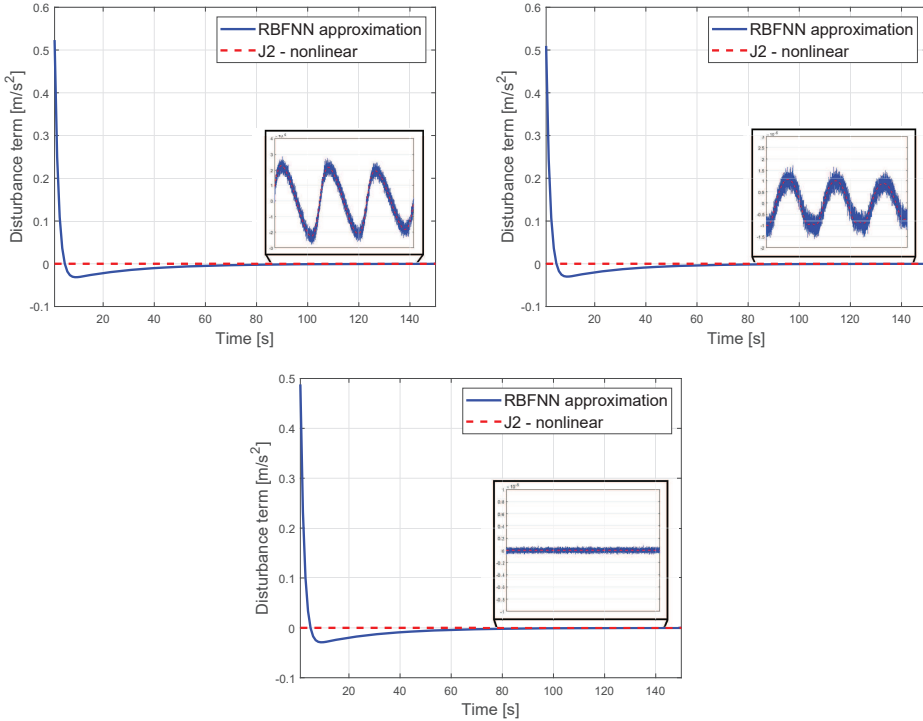 0.6
0.5
0.4
0.3
0.2
0.1
0
-0.1
Disturbance term [m/s²]
RBFNN approximation
J2 - nonlinear
20 40 60 80 100 120 140
Time [s]
0.6
0.5
0.4
0.3
0.2
0.1
0
-0.1
Disturbance term [m/s²]
RBFNN approximation
J2 - nonlinear
20 40 60 80 100 120 140
Time [s]
0.5
0.4
0.3
0.2
0.1
0
-0.1
Disturbance term [m/s²]
RBFNN approximation
J2 - nonlinear
20 40 60 80 100 120 140
Time [s]